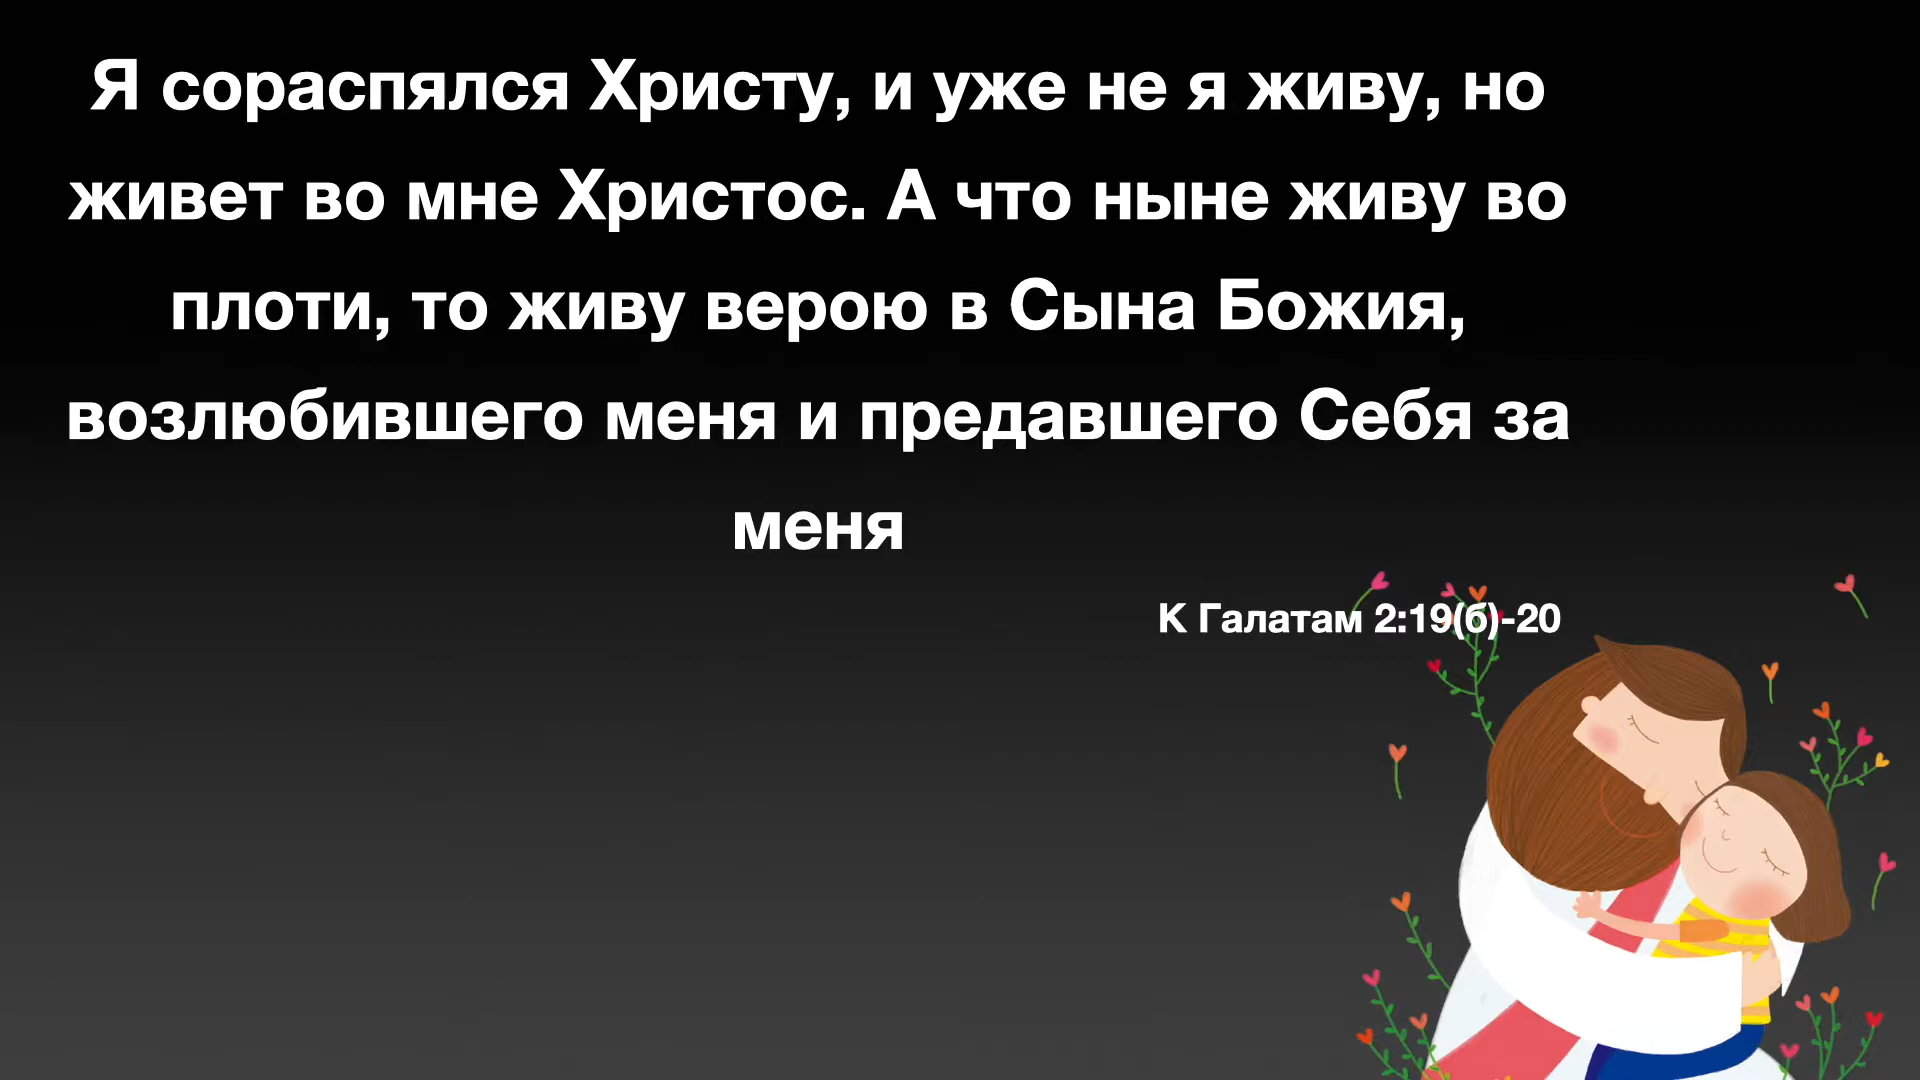 Я сораспялся Христу, и уже не я живу, но
живет во мне Христос. А что ныне живу во
плоти, то живу верою в Сына Божия,
возлюбившего меня и предавшего Себя за
меня
К Галатам 2:19(б)-20